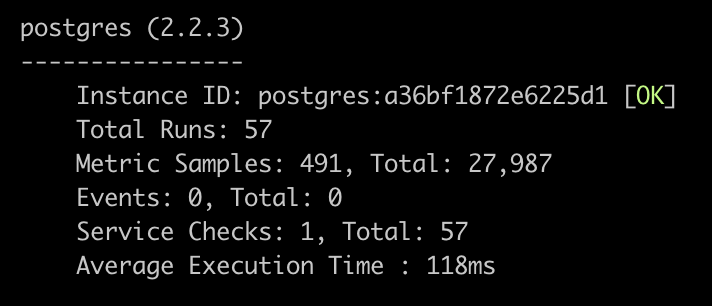 postgres (2.2.3)
----------------
Instance ID: postgres:a36bf1872e6225d1 [OK]
Total Runs: 57
Metric Samples: 491, Total: 27,987
Events: 0, Total: 0
Service Checks: 1, Total: 57
Average Execution Time : 118ms